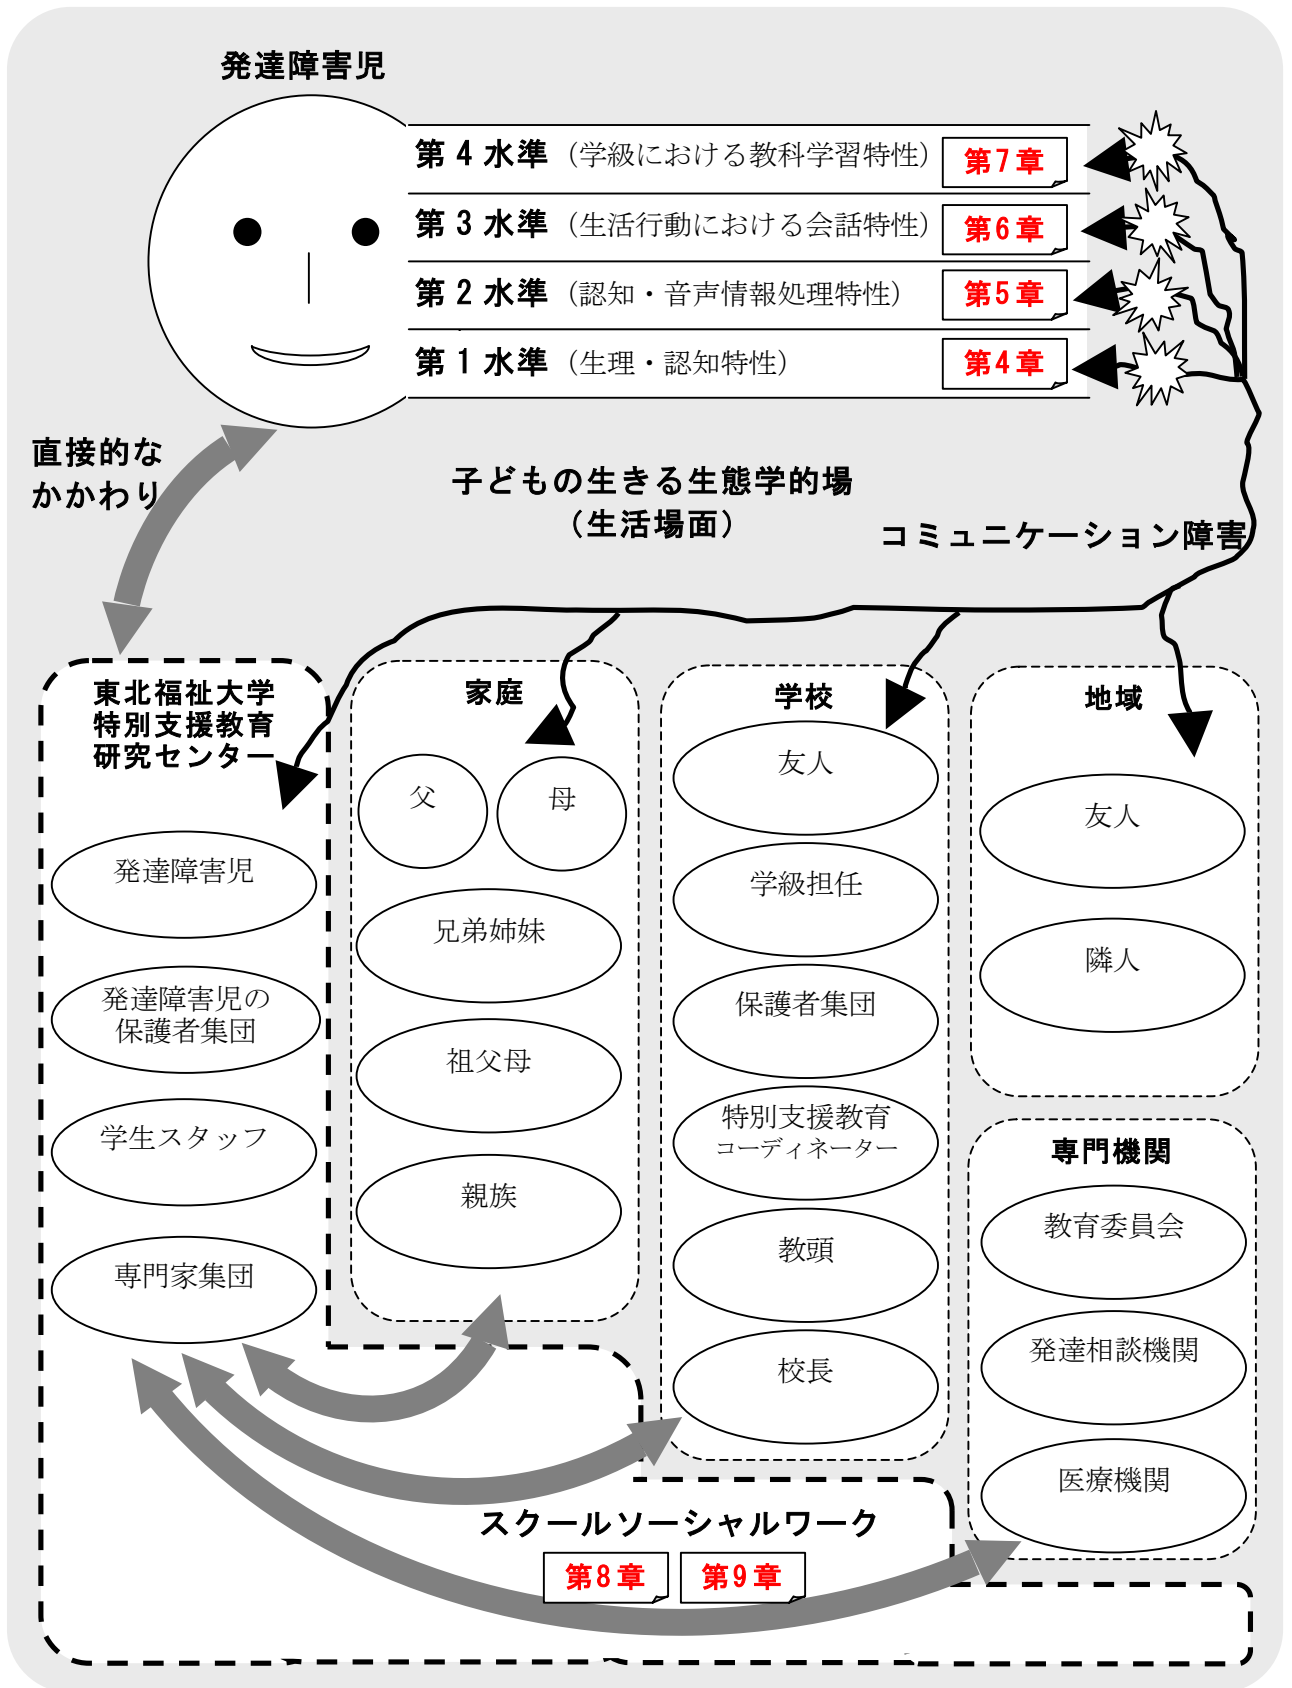 発達障害児
第4水準（学級における教科学習特性）
第7章
第3水準（生活行動における会話特性）
第6章
第2水準（認知・音声情報処理特性）
第5章
第1水準（生理・認知特性）
第4章
直接的な
かかわり
子どもの生きる生態学的場
（生活場面）
コミュニケーション障害
東北福祉大学
特別支援教育
研究センター
発達障害児
発達障害児の
保護者集団
学生スタッフ
専門家集団
家庭
父
母
兄弟姉妹
祖父母
親族
学校
友人
学級担任
保護者集団
特別支援教育
コーディネーター
教頭
校長
地域
友人
隣人
専門機関
教育委員会
発達相談機関
医療機関
スクールソーシャルワーク
第8章
第9章